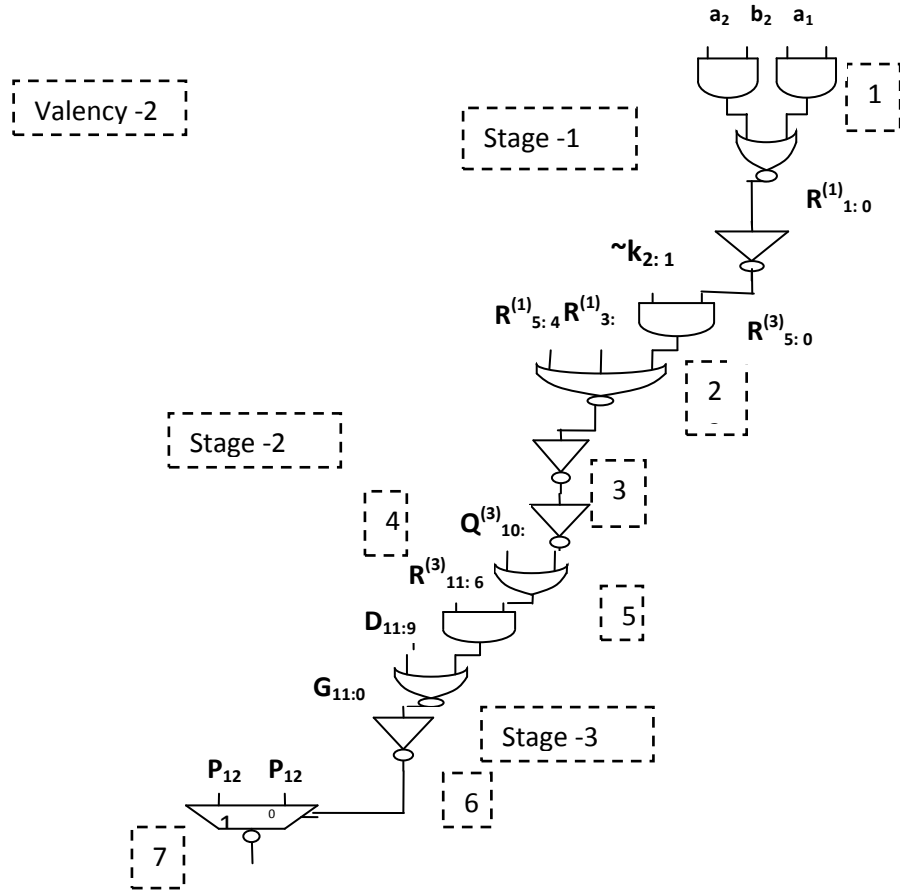 a₂ b₂ a₁
1
Valency -2
Stage -1
R⁽¹⁾₁: ₀
~k₂: ₁
R⁽¹⁾₅: ₄ R⁽¹⁾₃:
R⁽³⁾₅: ₀
2
Stage -2
3
4
Q⁽³⁾₁₀:
R⁽³⁾₁₁: ₆
5
D₁₁:₉
G₁₁:₀
Stage -3
P₁₂ P₁₂
6
1 0
7